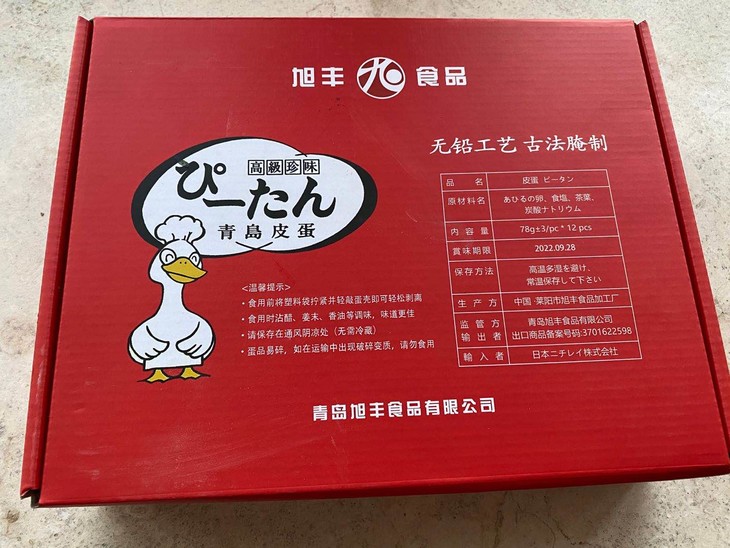 旭丰 九 食品
高級珍味
ぴーたん
青島皮蛋
无铅工艺 古法腌制
品名 皮蛋 ピータン
原材料名 あひるの卵、食塩、茶葉、
炭酸ナトリウム
内容量 78g±3/pc * 12 pcs
賞味期限 2022.09.28
保存方法 高温多湿を避け、
常温保存して下さい
生产方 中国·莱阳市旭丰食品加工厂
监管方 青岛旭丰食品有限公司
输出者 出口商品备案号码:3701622598
輸入者 日本ニチレイ株式会社
<温馨提示>
·食用前将塑料袋拧紧并轻敲蛋壳即可轻松剥离
·食用时沾醋、姜末、香油等调味，味道更佳
·请保存在通风阴凉处（无需冷藏）
·蛋品易碎，如在运输中出现破碎变质，请勿食用
青岛旭丰食品有限公司